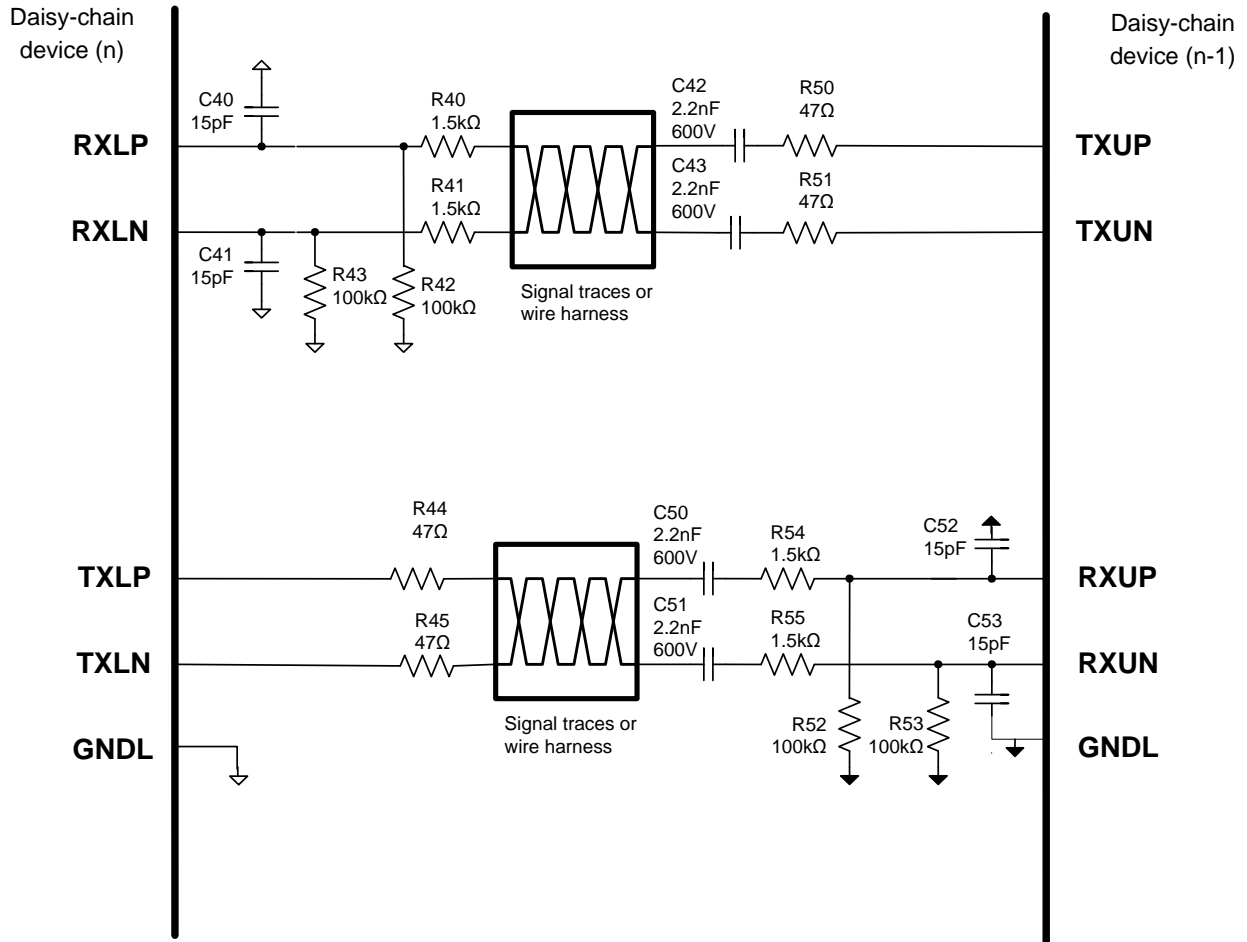 Daisy-chain
device (n)
Daisy-chain
device (n-1)
C40
15pF
R40
1.5kΩ
C42
2.2nF
600V
R50
47Ω
RXLP
TXUP
R41
1.5kΩ
C43
2.2nF
600V
R51
47Ω
RXLN
TXUN
C41
15pF
R43
100kΩ
R42
100kΩ
Signal traces or
wire harness
R44
47Ω
C50
2.2nF
600V
R54
1.5kΩ
C52
15pF
TXLP
RXUP
R45
47Ω
C51
2.2nF
600V
R55
1.5kΩ
C53
15pF
TXLN
RXUN
Signal traces or
wire harness
R52
100kΩ
R53
100kΩ
GNDL
GNDL